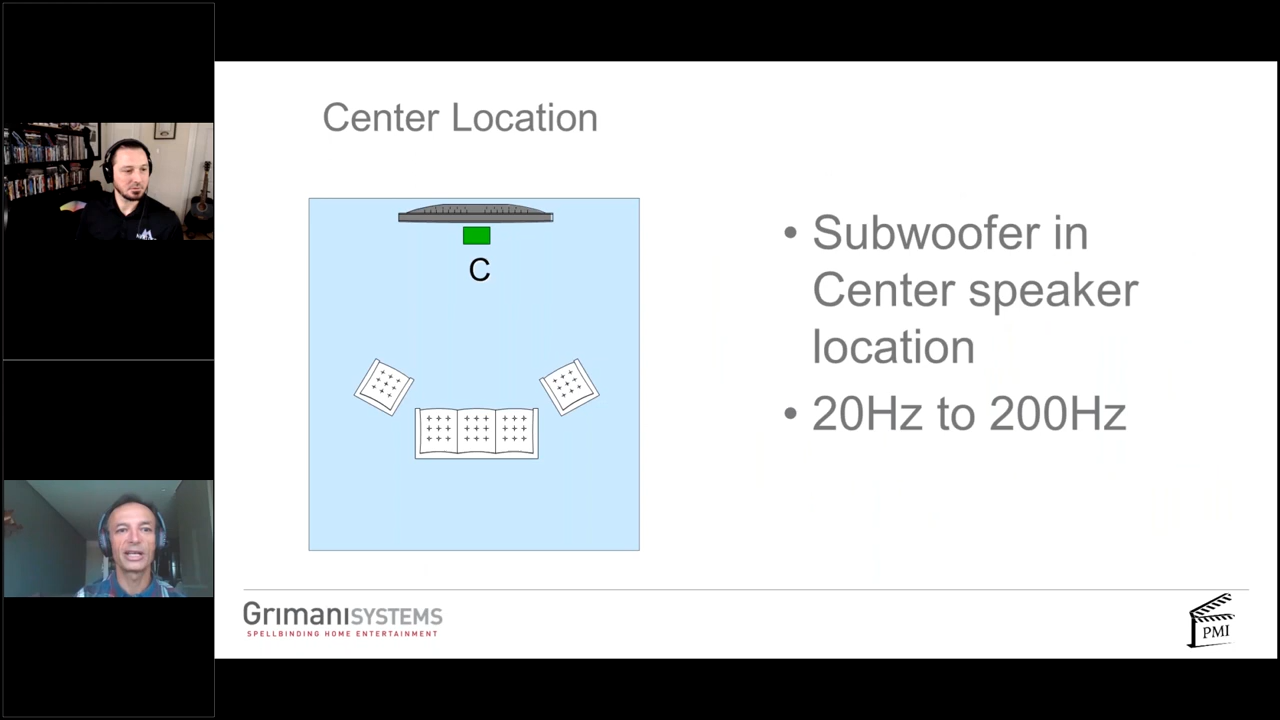 Center Location
C
• Subwoofer in
Center speaker
location
• 20Hz to 200Hz
GrimaniSYSTEMS
SPELLBINDING HOME ENTERTAINMENT
PMI